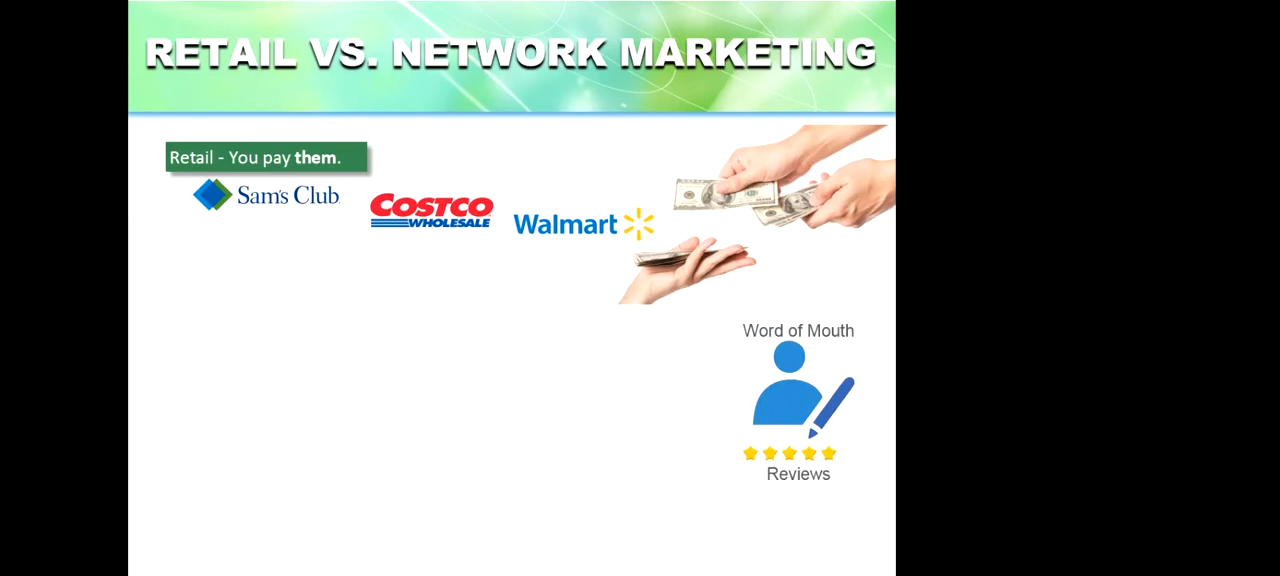 RETAIL VS. NETWORK MARKETING
Retail - You pay them.
Sam's Club
COSTCO
WHOLESALE
Walmart
Word of Mouth
Reviews